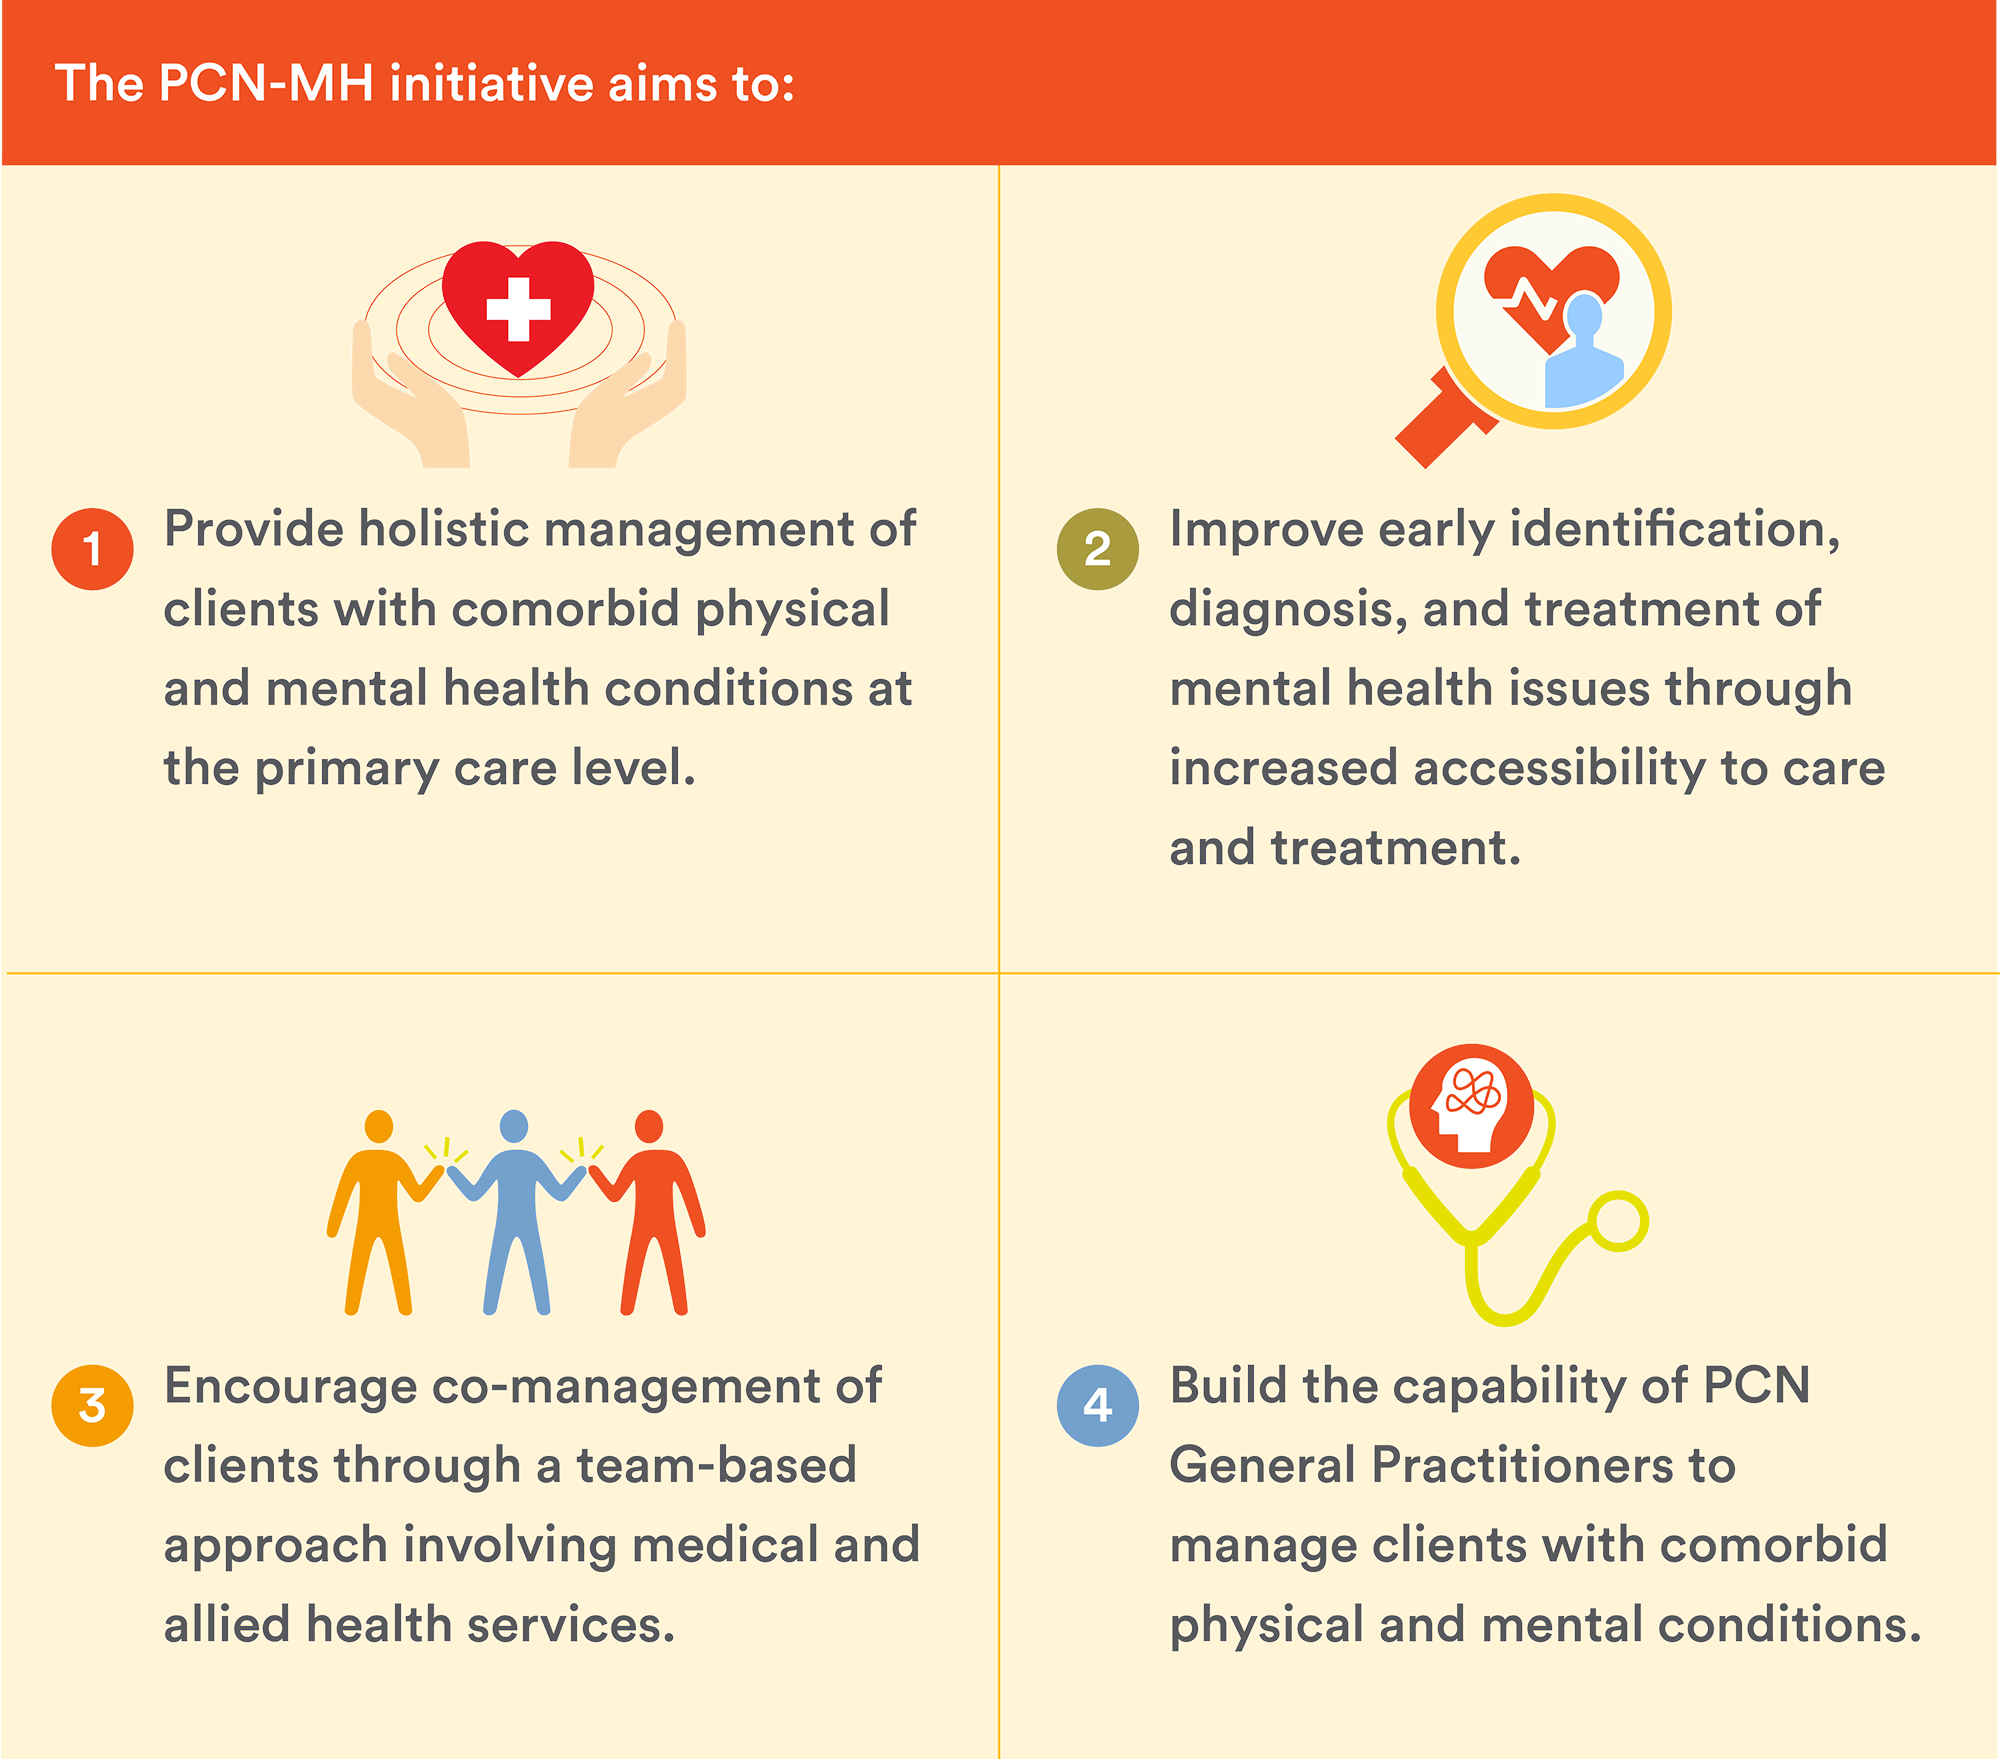 The PCN-MH initiative aims to:
1
Provide holistic management of
clients with comorbid physical
and mental health conditions at
the primary care level.
2
Improve early identification,
diagnosis, and treatment of
mental health issues through
increased accessibility to care
and treatment.
3
Encourage co-management of
clients through a team-based
approach involving medical and
allied health services.
4
Build the capability of PCN
General Practitioners to
manage clients with comorbid
physical and mental conditions.